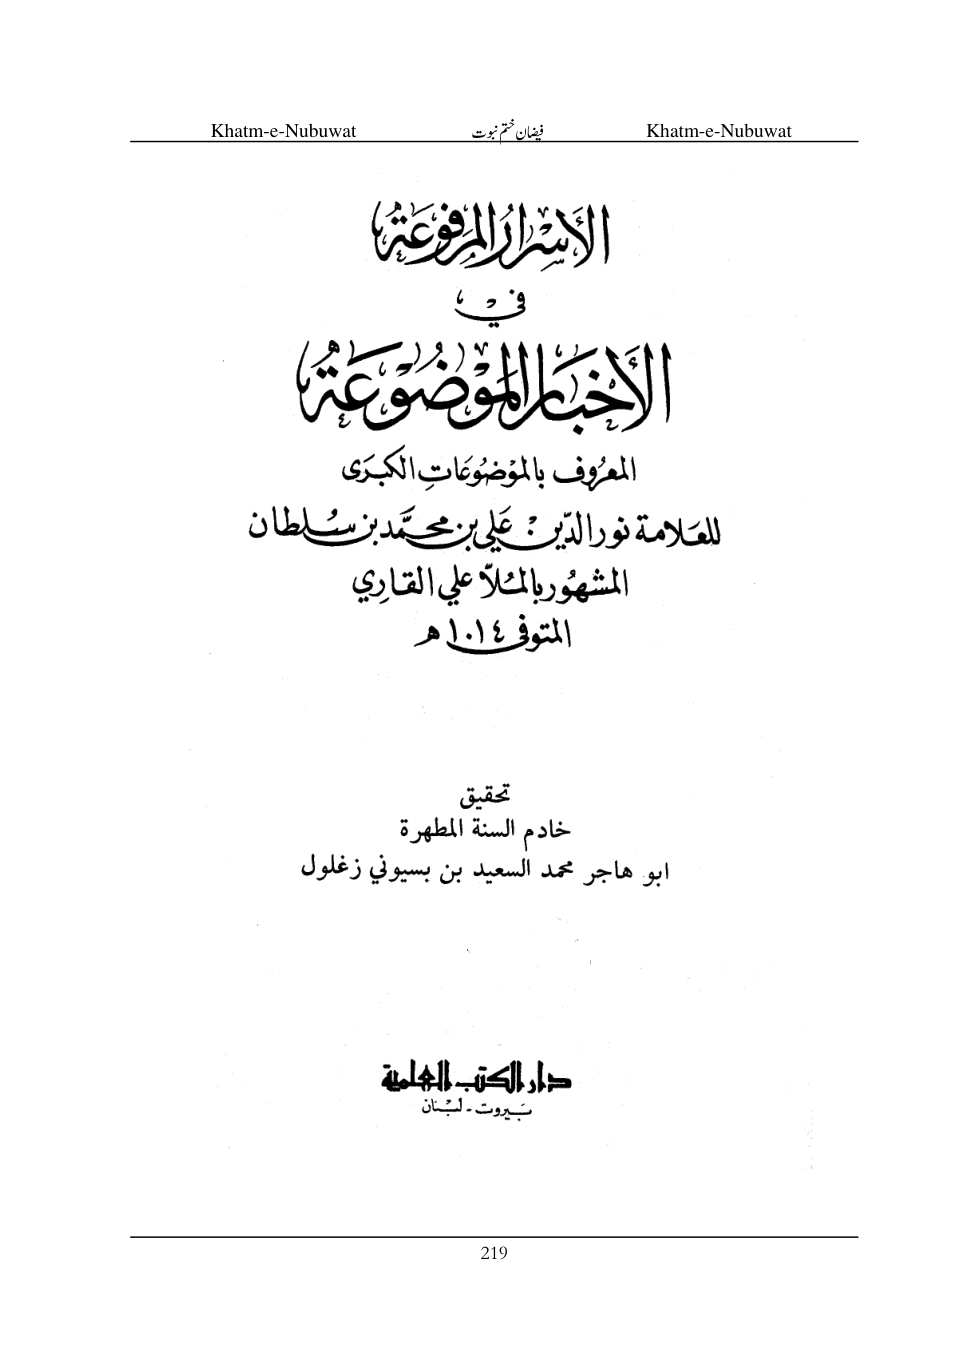 Khatm-e-Nubuwat فیضان ختم نبوت Khatm-e-Nubuwat
الأسرار المرفوعة
في
الأخبار الموضوعة
المعروف بالموضوعات الكبرى
للعلامة نور الدين علي بن محمد بن سلطان
المشهور بالملا علي القاري
المتوفى ١٠١٤ هـ
تحقيق
خادم السنة المطهرة
ابو هاجر محمد السعيد بن بسيوني زغلول
دار الكتب العلمية
بيروت - لبنان
219